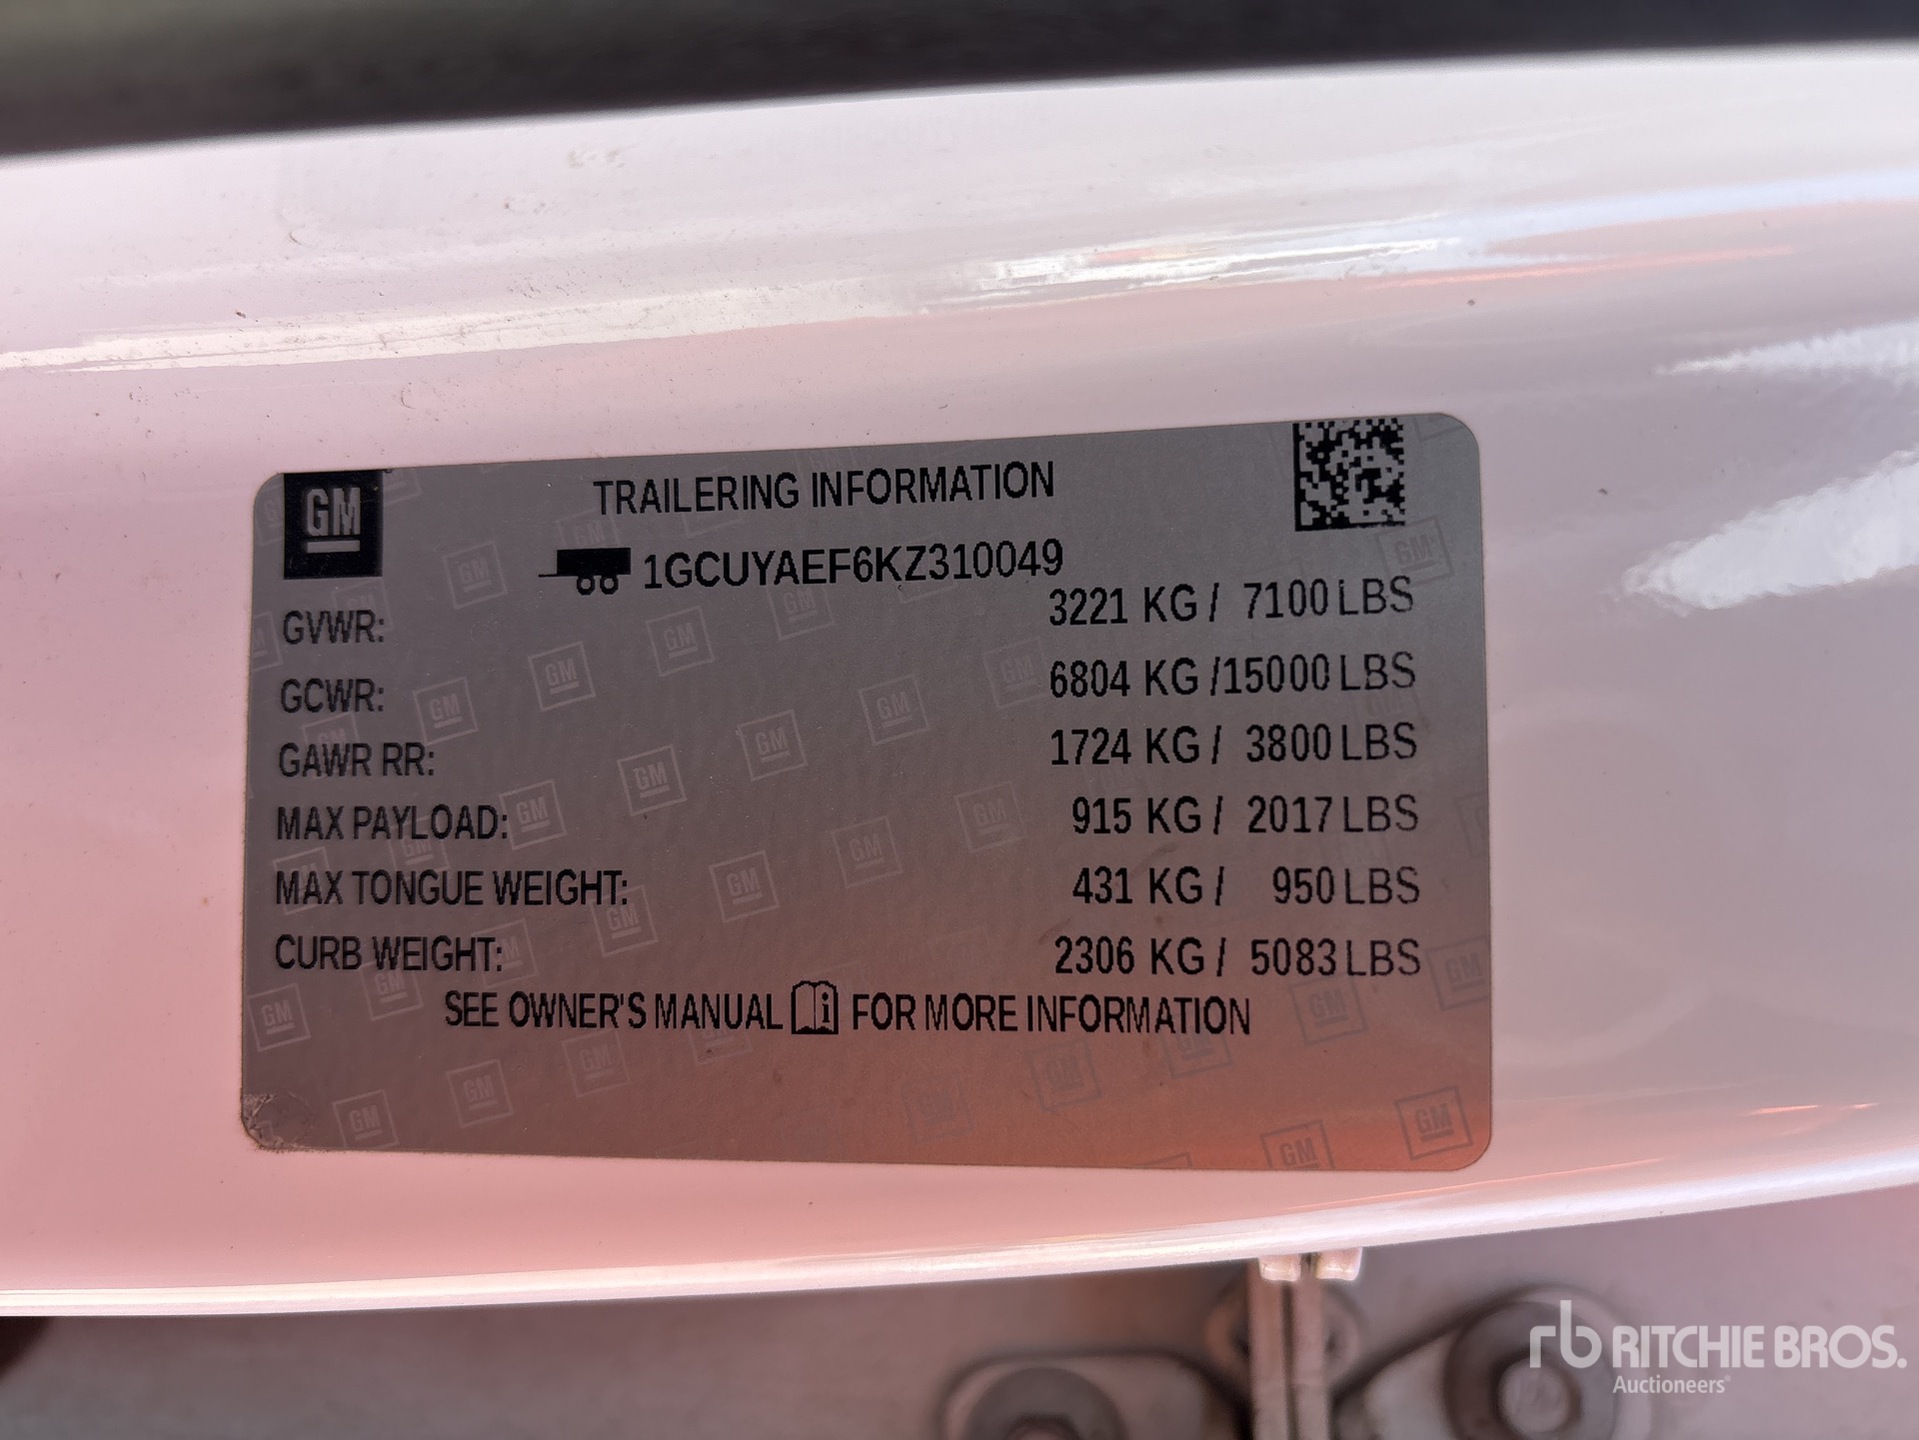 GM
TRAILERING INFORMATION
1GCUYAEF6KZ310049
GVWR: 3221 KG / 7100 LBS
GCWR: 6804 KG /15000 LBS
GAWR RR: 1724 KG / 3800 LBS
MAX PAYLOAD: 915 KG / 2017 LBS
MAX TONGUE WEIGHT: 431 KG / 950 LBS
CURB WEIGHT: 2306 KG / 5083 LBS
SEE OWNER'S MANUAL i FOR MORE INFORMATION
rb RITCHIE BROS.
Auctioneers